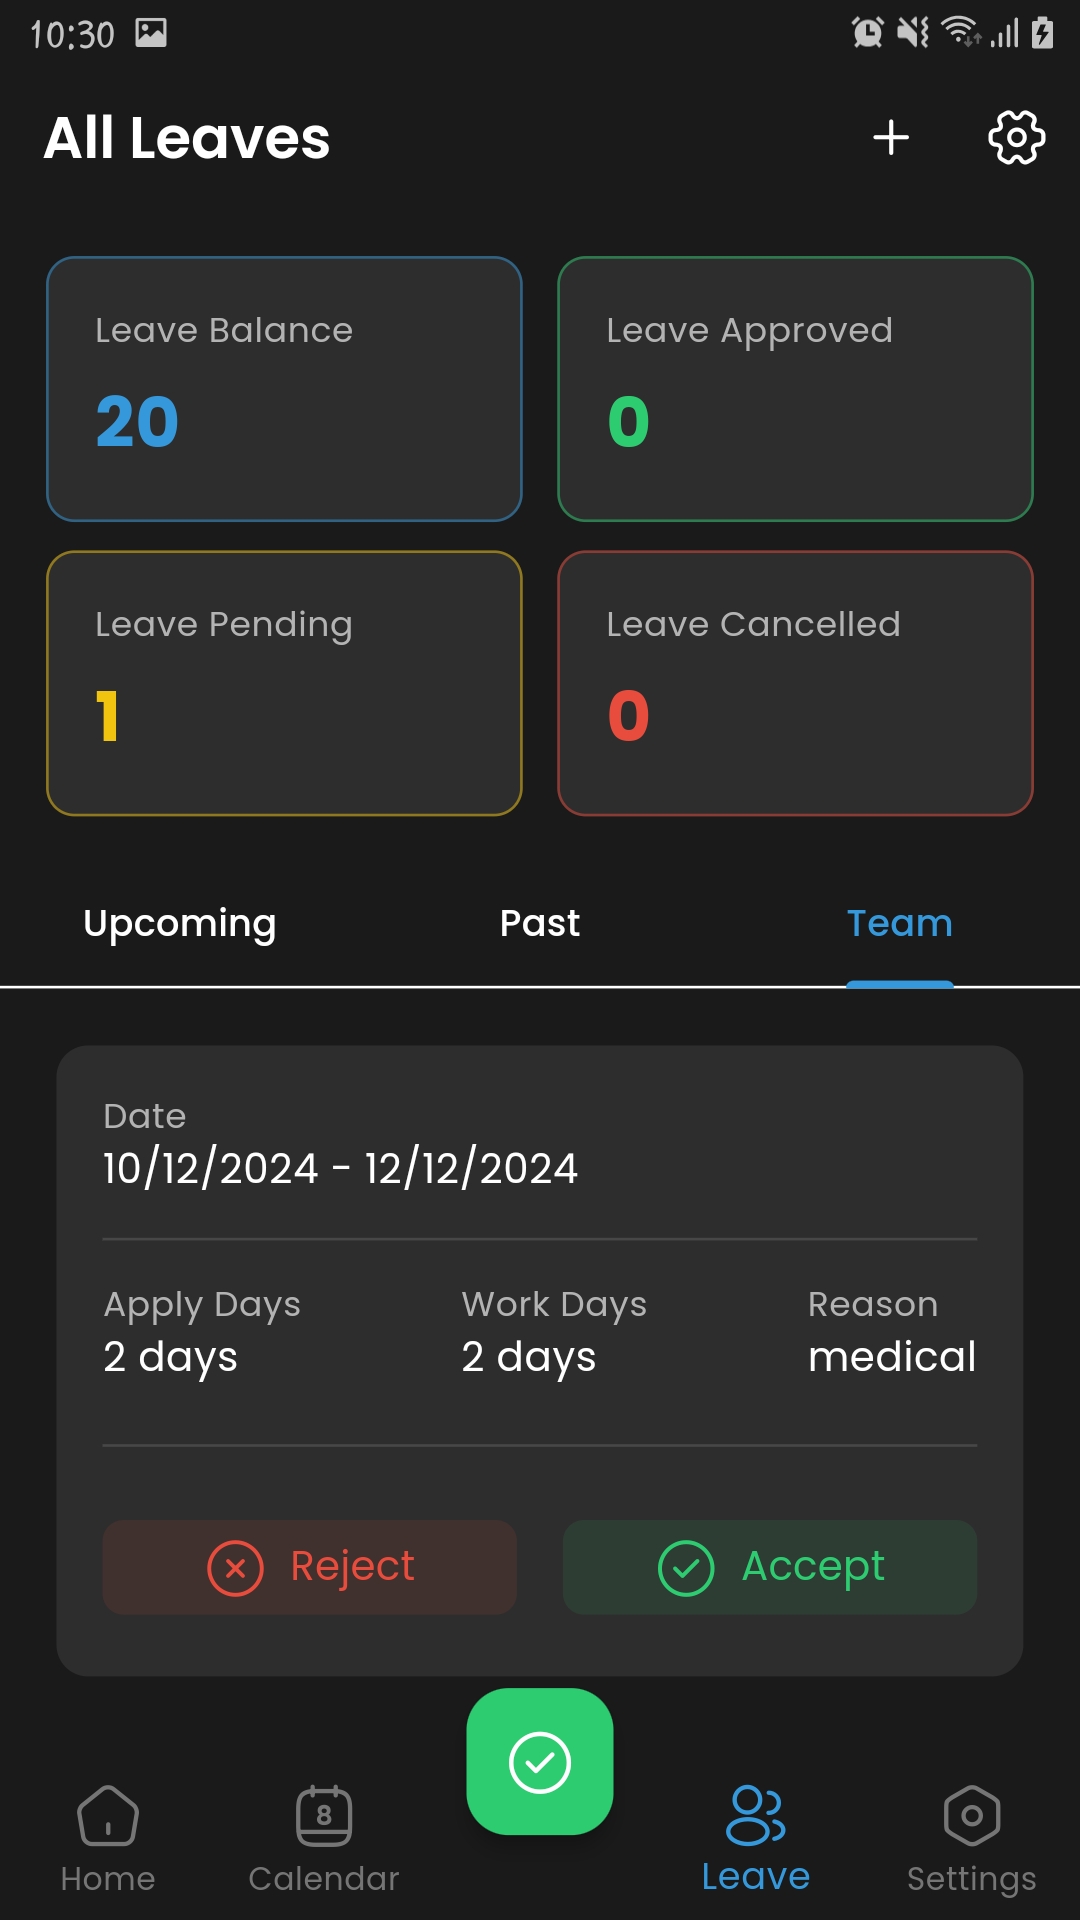 10:30
All Leaves
Leave Balance
20
Leave Approved
0
Leave Pending
1
Leave Cancelled
0
Upcoming Past Team
Date
10/12/2024 - 12/12/2024
Apply Days Work Days Reason
2 days 2 days medical
Reject Accept
8
Home Calendar Leave Settings